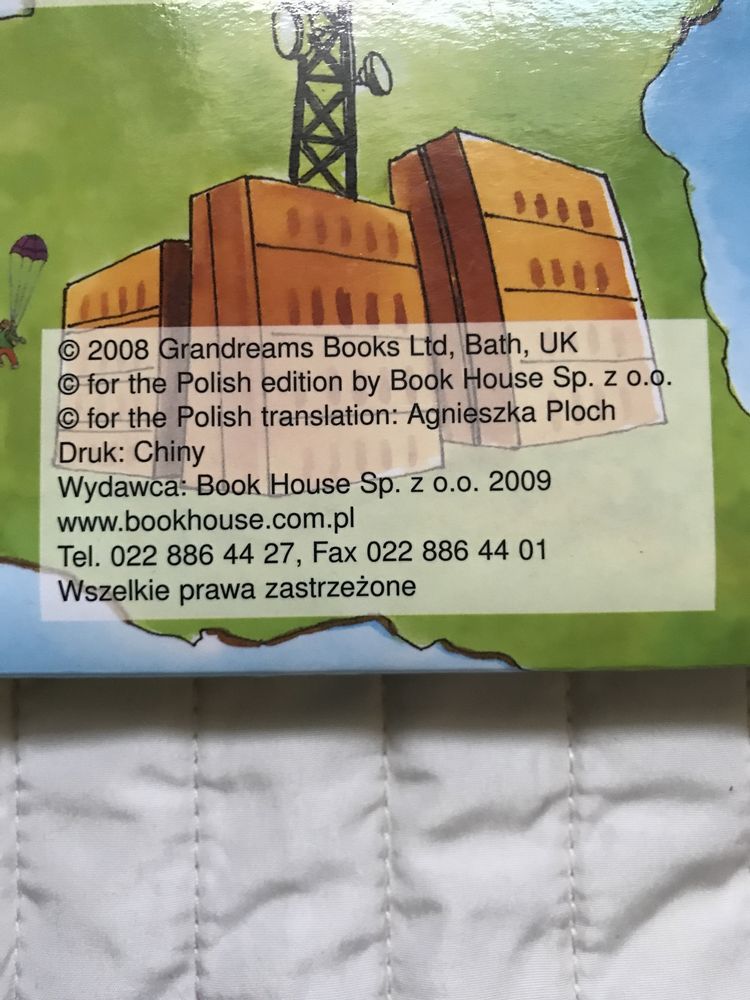 © 2008 Grandreams Books Ltd, Bath, UK
© for the Polish edition by Book House Sp. z o.o.
© for the Polish translation: Agnieszka Ploch
Druk: Chiny
Wydawca: Book House Sp. z o.o. 2009
www.bookhouse.com.pl
Tel. 022 886 44 27, Fax 022 886 44 01
Wszelkie prawa zastrzeżone